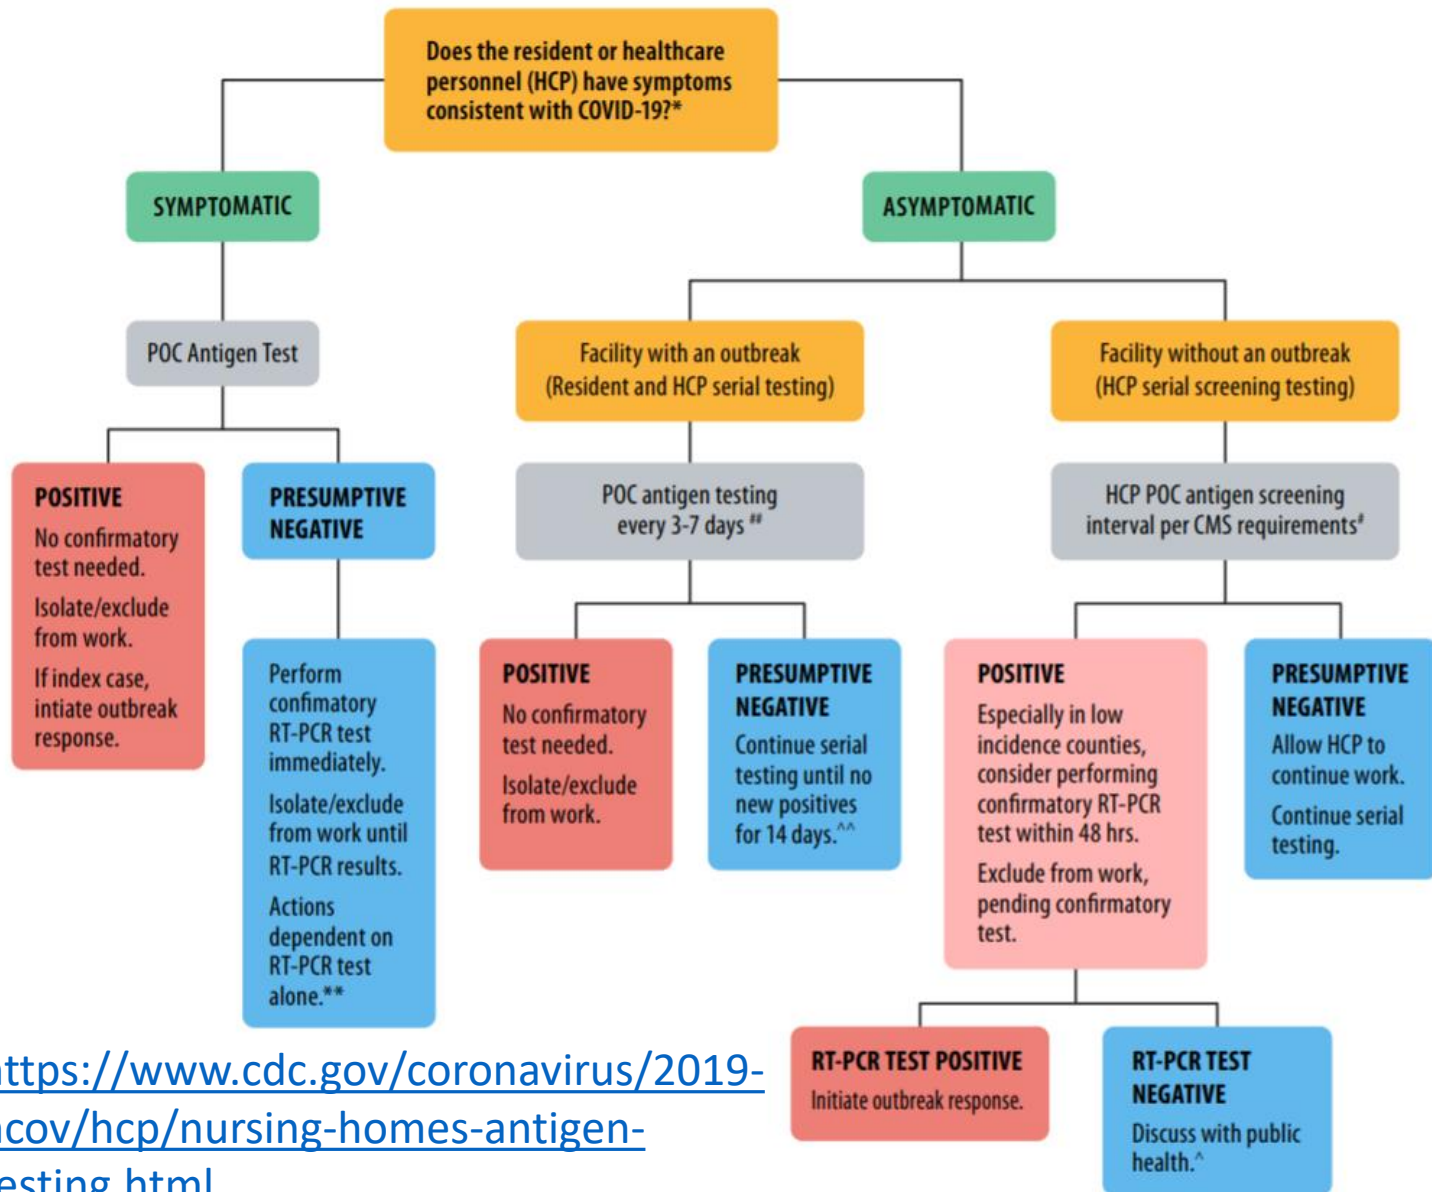 Does the resident or healthcare
personnel (HCP) have symptoms
consistent with COVID-19?*
SYMPTOMATIC
ASYMPTOMATIC
POC Antigen Test
Facility with an outbreak
(Resident and HCP serial testing)
Facility without an outbreak
(HCP serial screening testing)
POSITIVE
No confirmatory
test needed.
Isolate/exclude
from work.
If index case,
intiate outbreak
response.
PRESUMPTIVE
NEGATIVE
Perform
confimatory
RT-PCR test
immediately.
Isolate/exclude
from work until
RT-PCR results.
Actions
dependent on
RT-PCR test
alone.**
POC antigen testing
every 3-7 days ##
HCP POC antigen screening
interval per CMS requirements#
POSITIVE
No confirmatory
test needed.
Isolate/exclude
from work.
PRESUMPTIVE
NEGATIVE
Continue serial
testing until no
new positives
for 14 days.^^
POSITIVE
Especially in low
incidence counties,
consider performing
confirmatory RT-PCR
test within 48 hrs.
Exclude from work,
pending confirmatory
test.
PRESUMPTIVE
NEGATIVE
Allow HCP to
continue work.
Continue serial
testing.
RT-PCR TEST POSITIVE
Initiate outbreak response.
RT-PCR TEST
NEGATIVE
Discuss with public
health.^
https://www.cdc.gov/coronavirus/2019-
ncov/hcp/nursing-homes-antigen-
testing.html